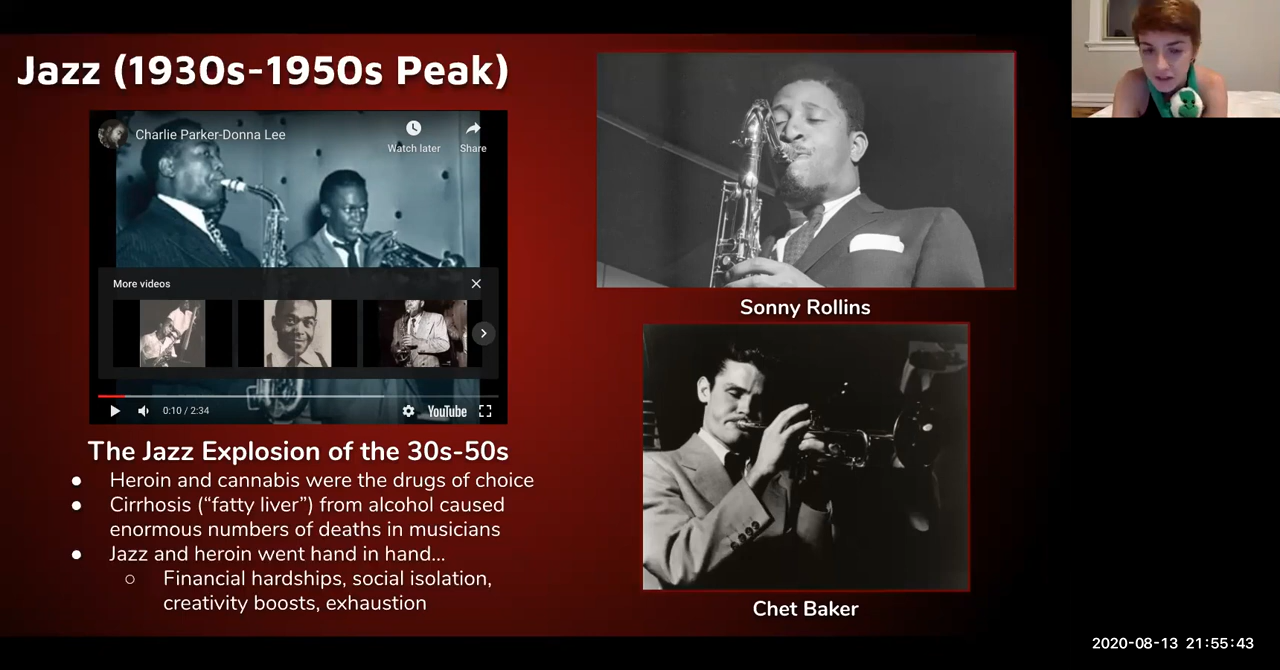 Jazz (1930s-1950s Peak)
Charlie Parker-Donna Lee
Watch later
Share
More videos
0:10 / 2:34
YouTube
Sonny Rollins
The Jazz Explosion of the 30s-50s
● Heroin and cannabis were the drugs of choice
● Cirrhosis (“fatty liver”) from alcohol caused
enormous numbers of deaths in musicians
● Jazz and heroin went hand in hand...
○ Financial hardships, social isolation,
creativity boosts, exhaustion
Chet Baker
2020-08-13 21:55:43